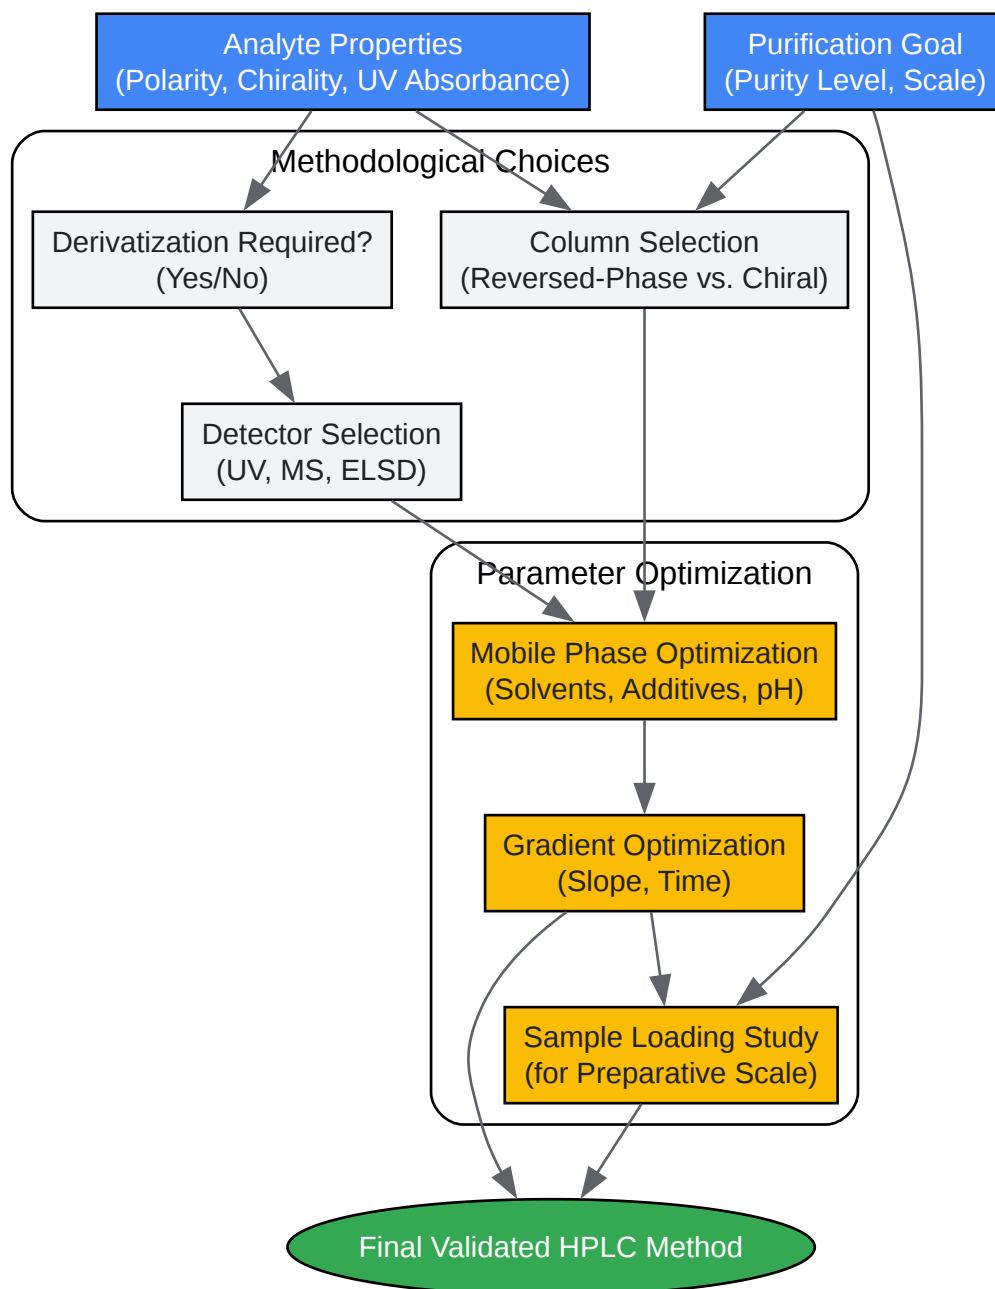 Analyte Properties
(Polarity, Chirality, UV Absorbance)
Purification Goal
(Purity Level, Scale)
Methodological Choices
Derivatization Required?
(Yes/No)
Column Selection
(Reversed-Phase vs. Chiral)
Detector Selection
(UV, MS, ELSD)
Parameter Optimization
Mobile Phase Optimization
(Solvents, Additives, pH)
Gradient Optimization
(Slope, Time)
Sample Loading Study
(for Preparative Scale)
Final Validated HPLC Method